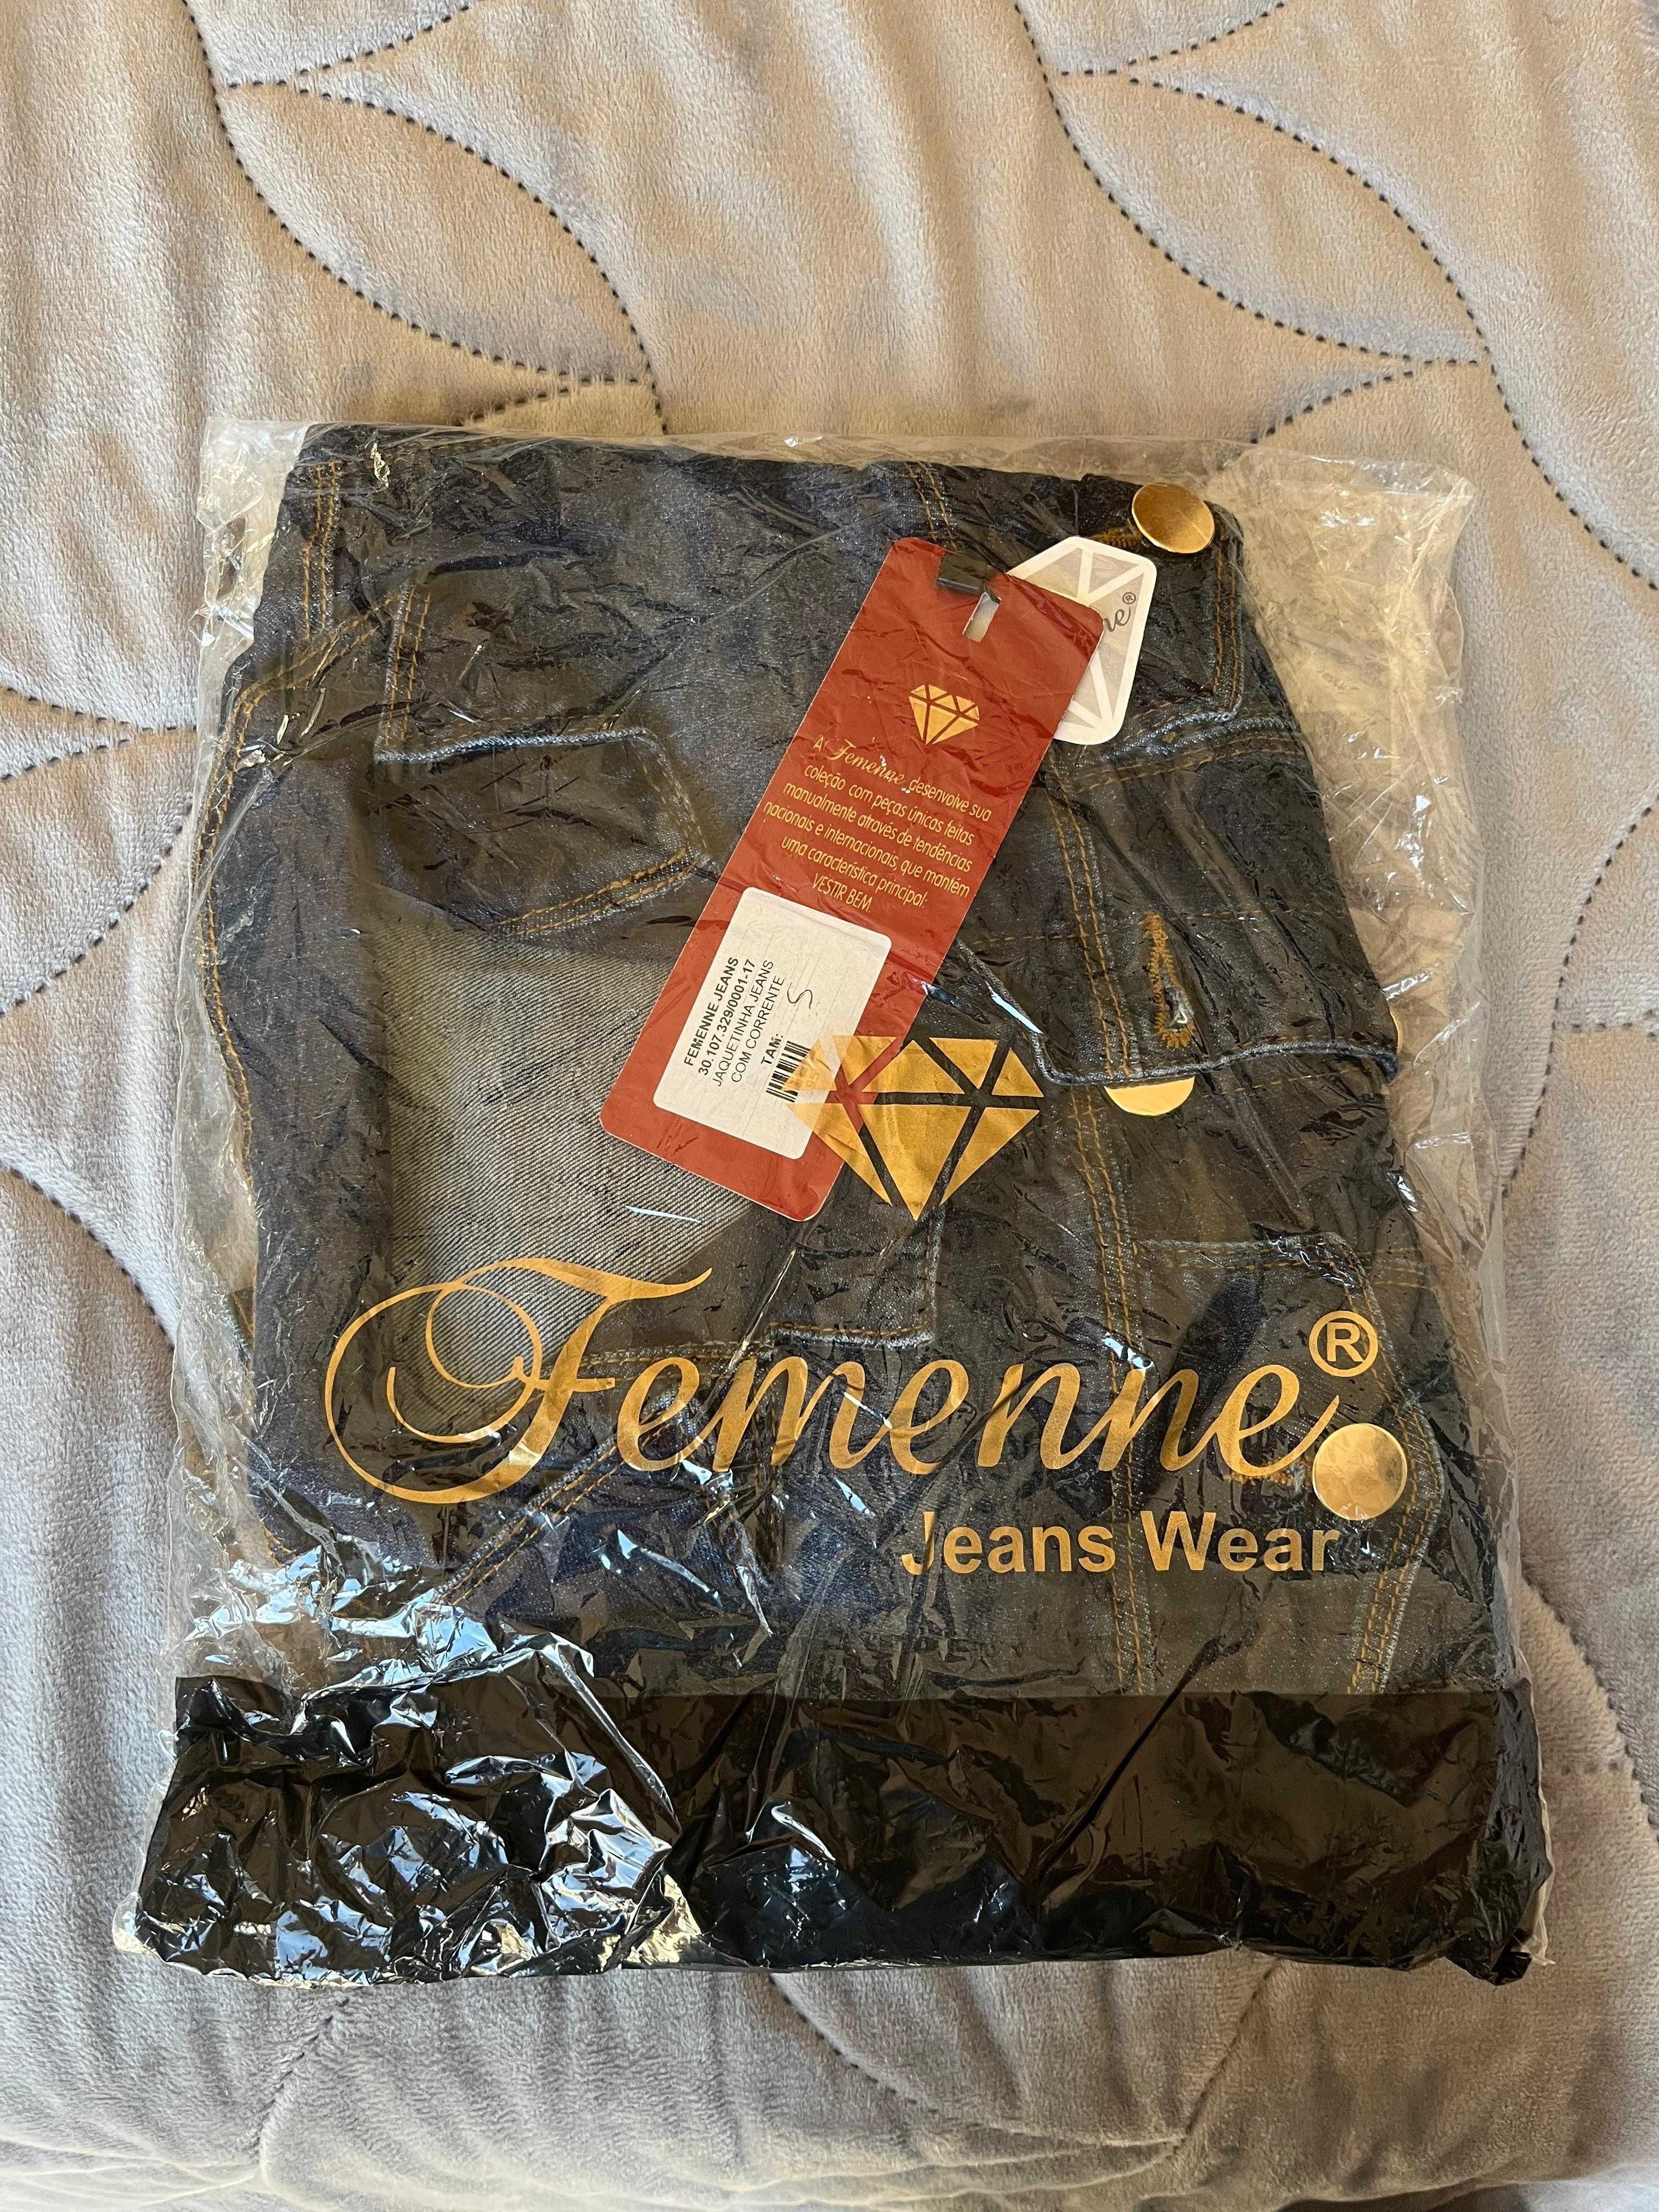 A Femenne desenvolve sua
coleção com peças únicas feitas
manualmente através de tendências
nacionais e internacionais que mantém
uma característica principal:
VESTIR BEM.
FEMENNE JEANS
30.107.329/0001-17
JAQUETINHA JEANS
COM CORRENTE
TAM: S
Femenne®
Jeans Wear